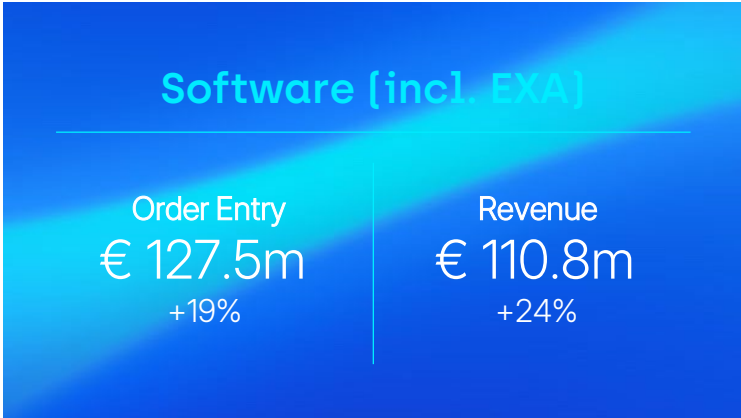 Software (incl. EXA)
Order Entry
€ 127.5m
+19%
Revenue
€ 110.8m
+24%